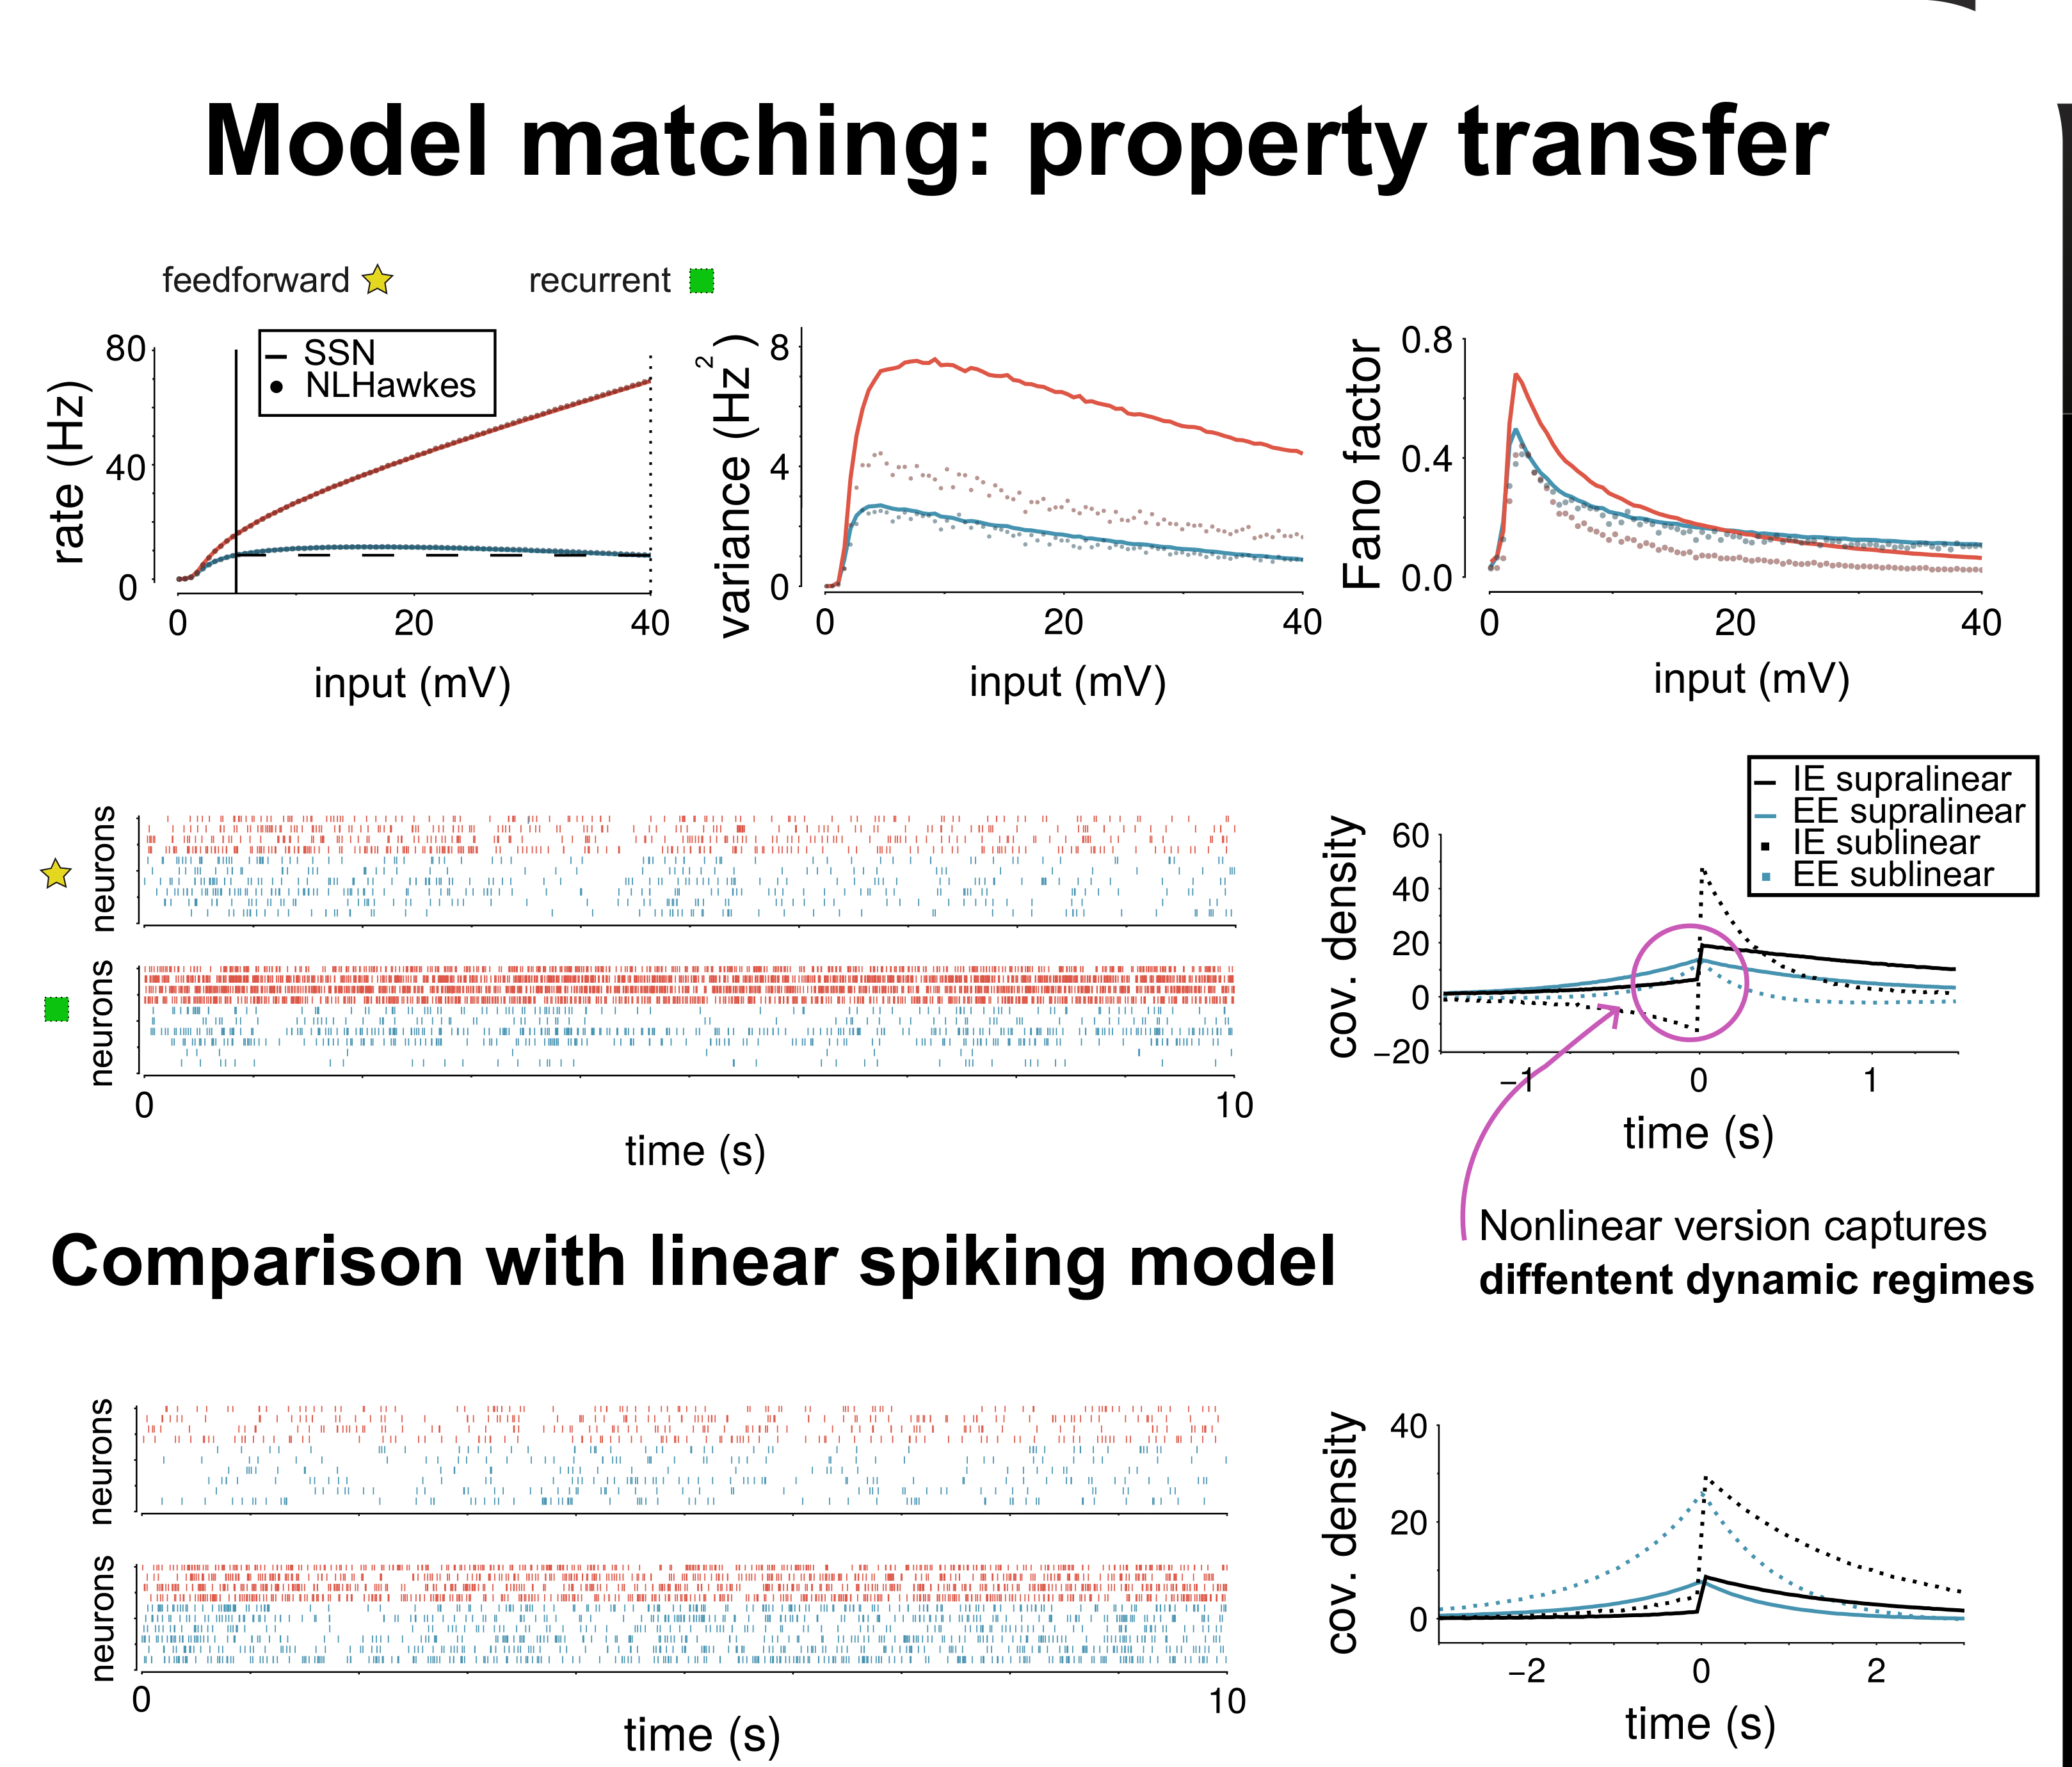 Model matching: property transfer
feedforward
recurrent
SSN
NLHawkes
80
40
0
rate (Hz)
0 20 40
input (mV)
8
4
0
variance (Hz²)
0 20 40
input (mV)
0.8
0.4
0.0
Fano factor
0 20 40
input (mV)
neurons
neurons
0 10
time (s)
IE supralinear
EE supralinear
IE sublinear
EE sublinear
60
40
20
0
−20
cov. density
−1 0 1
time (s)
Nonlinear version captures
diffentent dynamic regimes
Comparison with linear spiking model
neurons
neurons
0 10
time (s)
40
20
0
cov. density
−2 0 2
time (s)